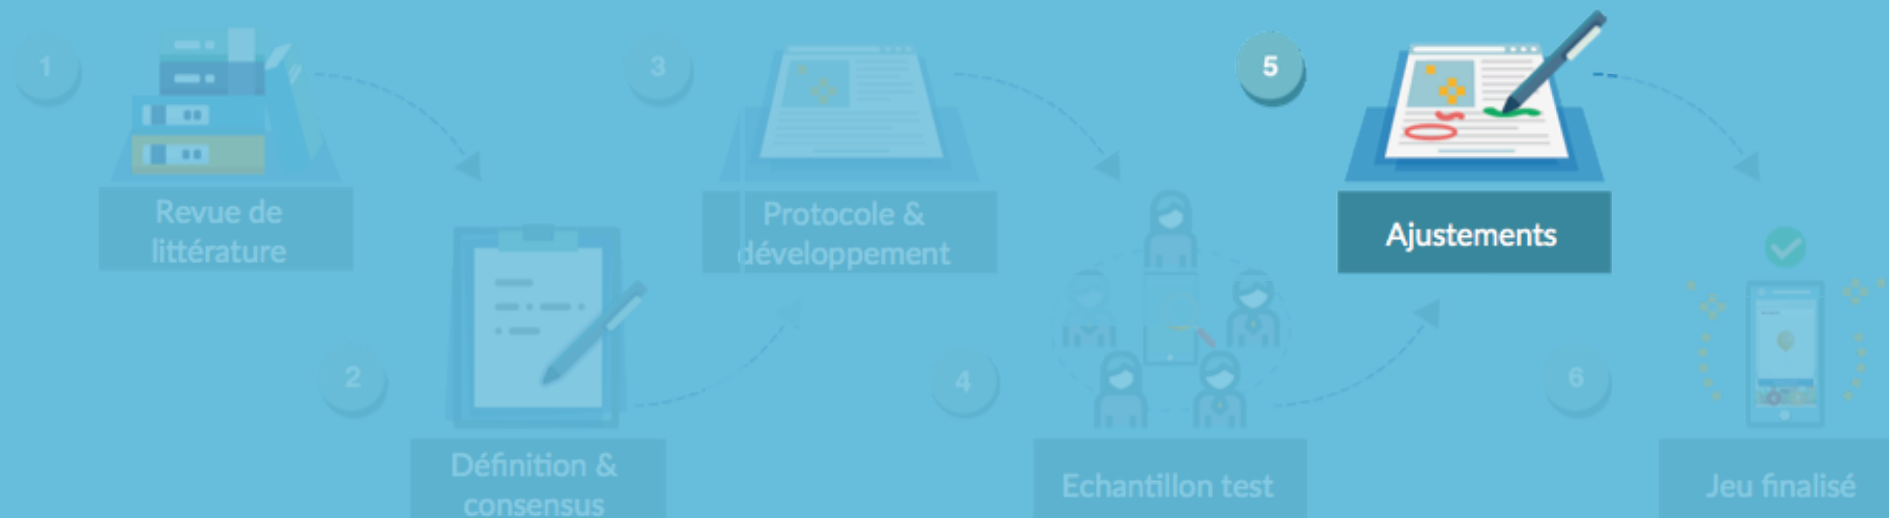 1
Revue de
littérature
2
Définition &
consensus
3
Protocole &
développement
4
Echantillon test
5
Ajustements
6
Jeu finalisé